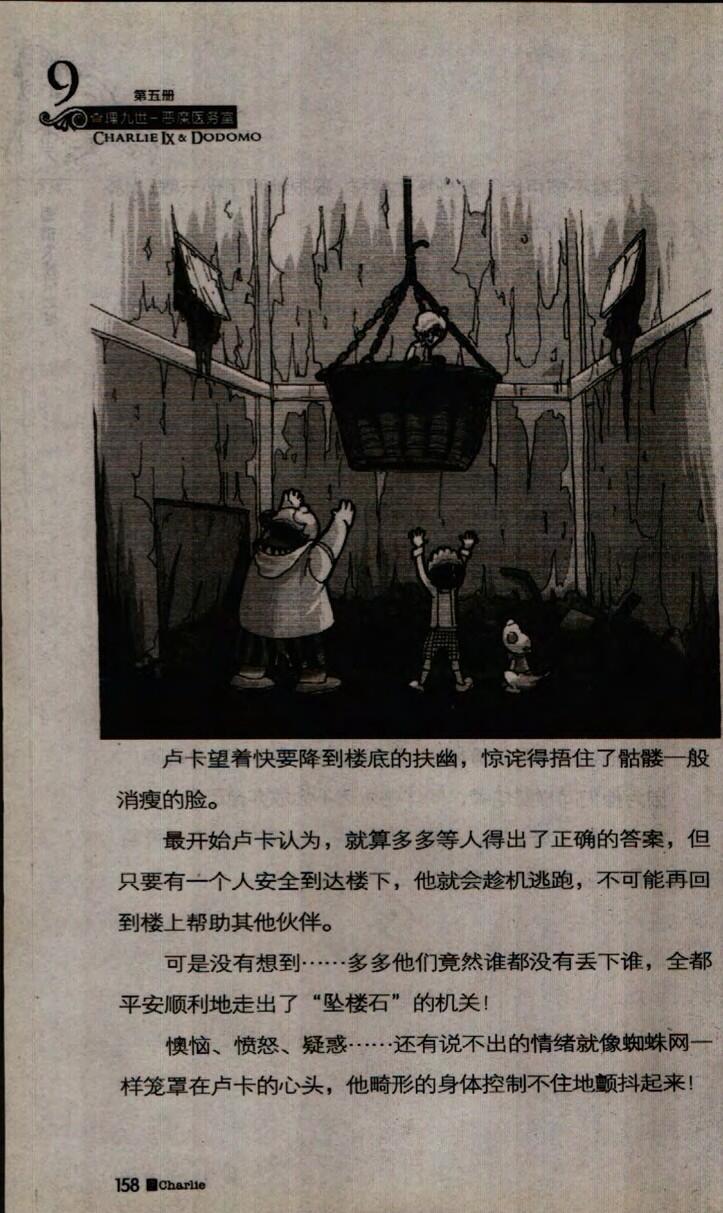 9
第五册
查理九世-恶魔医务室
CHARLIE IX & DODOMO
卢卡望着快要降到楼底的扶幽，惊诧得捂住了骷髅一般
消瘦的脸。
最开始卢卡认为，就算多多等人得出了正确的答案，但
只要有一个人安全到达楼下，他就会趁机逃跑，不可能再回
到楼上帮助其他伙伴。
可是没有想到……多多他们竟然谁都没有丢下谁，全都
平安顺利地走出了“坠楼石”的机关！
懊恼、愤怒、疑惑……还有说不出的情绪就像蜘蛛网一
样笼罩在卢卡的心头，他畸形的身体控制不住地颤抖起来！
158 Charlie